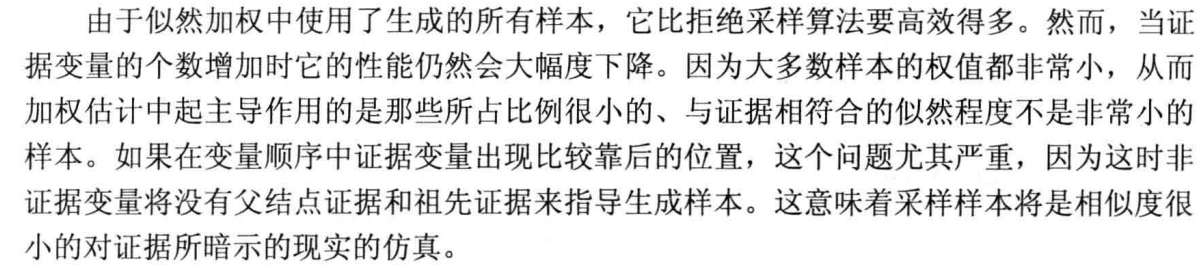 由于似然加权中使用了生成的所有样本，它比拒绝采样算法要高效得多。然而，当证
据变量的个数增加时它的性能仍然会大幅度下降。因为大多数样本的权值都非常小，从而
加权估计中起主导作用的是那些所占比例很小的、与证据相符合的似然程度不是非常小的
样本。如果在变量顺序中证据变量出现比较靠后的位置，这个问题尤其严重，因为这时非
证据变量将没有父结点证据和祖先证据来指导生成样本。这意味着采样样本将是相似度很
小的对证据所暗示的现实的仿真。